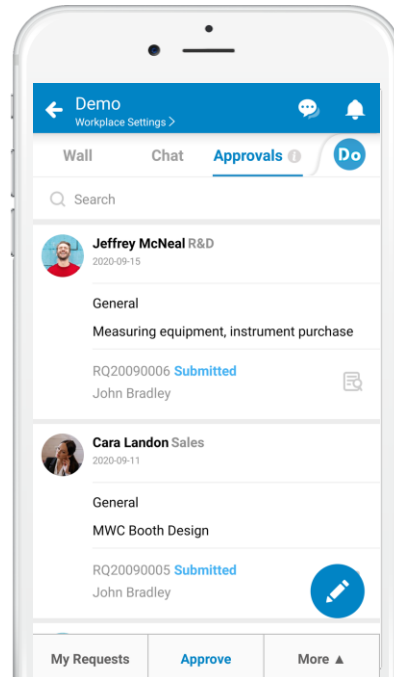 Demo
Workplace Settings >
Wall Chat Approvals i Do
Search
Jeffrey McNeal R&D
2020-09-15
General
Measuring equipment, instrument purchase
RQ20090006 Submitted
John Bradley
Cara Landon Sales
2020-09-11
General
MWC Booth Design
RQ20090005 Submitted
John Bradley
My Requests Approve More ▲